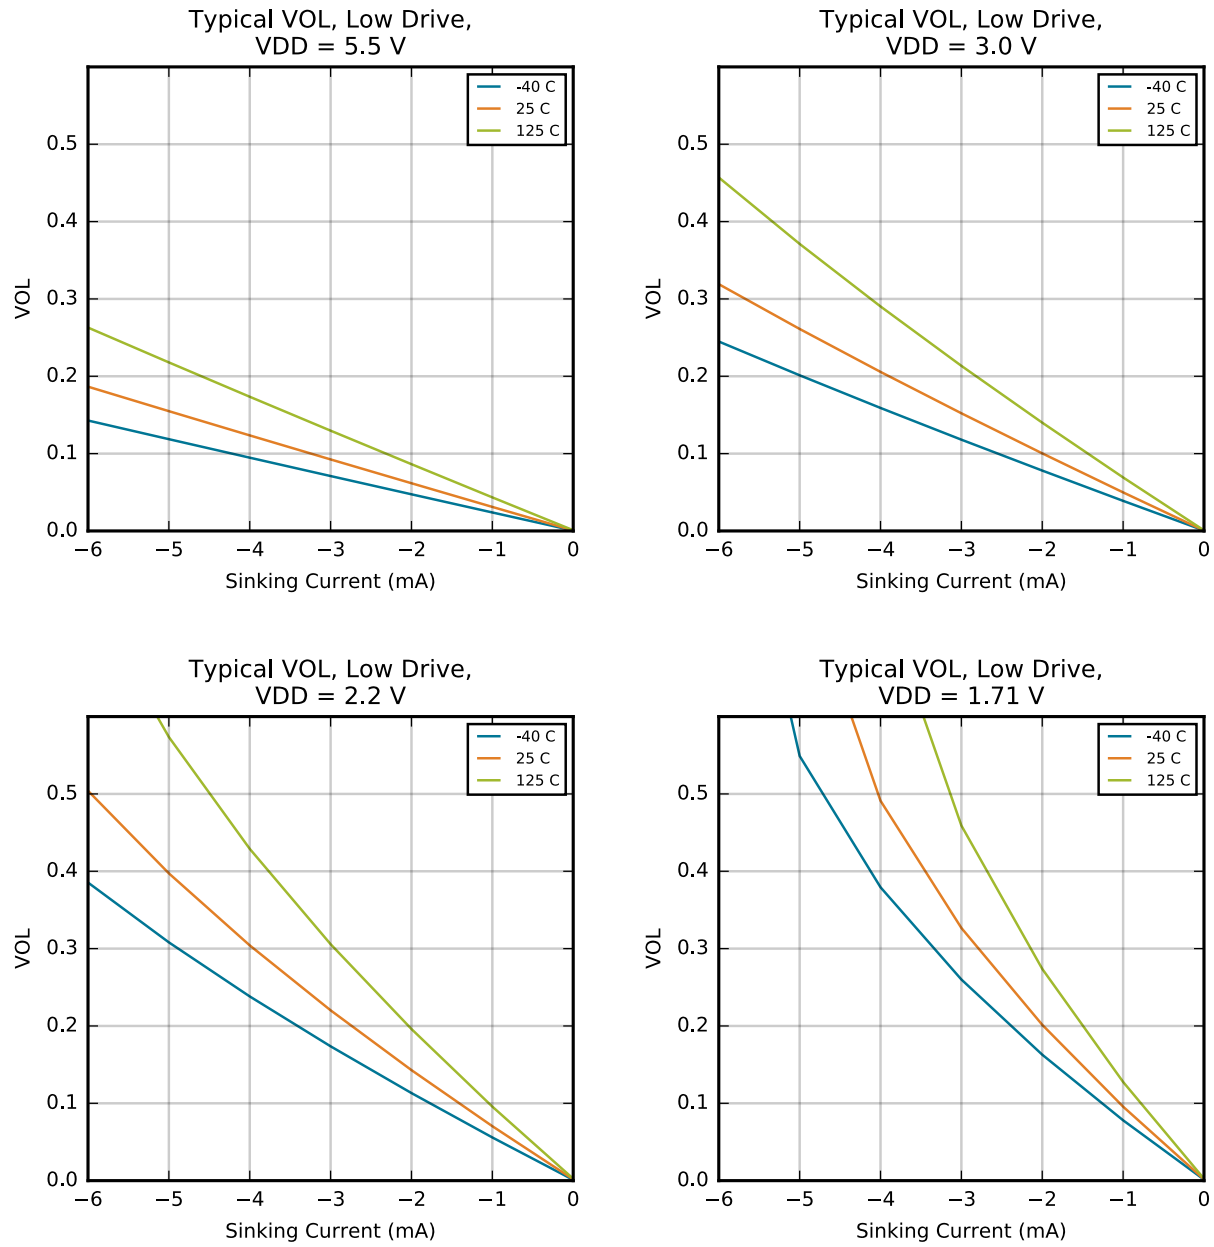 Typical VOL, Low Drive,
VDD = 5.5 V
-40 C
25 C
125 C
0.5
0.4
0.3
0.2
0.1
0.0
VOL
−6 −5 −4 −3 −2 −1 0
Sinking Current (mA)
Typical VOL, Low Drive,
VDD = 3.0 V
-40 C
25 C
125 C
0.5
0.4
0.3
0.2
0.1
0.0
VOL
−6 −5 −4 −3 −2 −1 0
Sinking Current (mA)
Typical VOL, Low Drive,
VDD = 2.2 V
-40 C
25 C
125 C
0.5
0.4
0.3
0.2
0.1
0.0
VOL
−6 −5 −4 −3 −2 −1 0
Sinking Current (mA)
Typical VOL, Low Drive,
VDD = 1.71 V
-40 C
25 C
125 C
0.5
0.4
0.3
0.2
0.1
0.0
VOL
−6 −5 −4 −3 −2 −1 0
Sinking Current (mA)